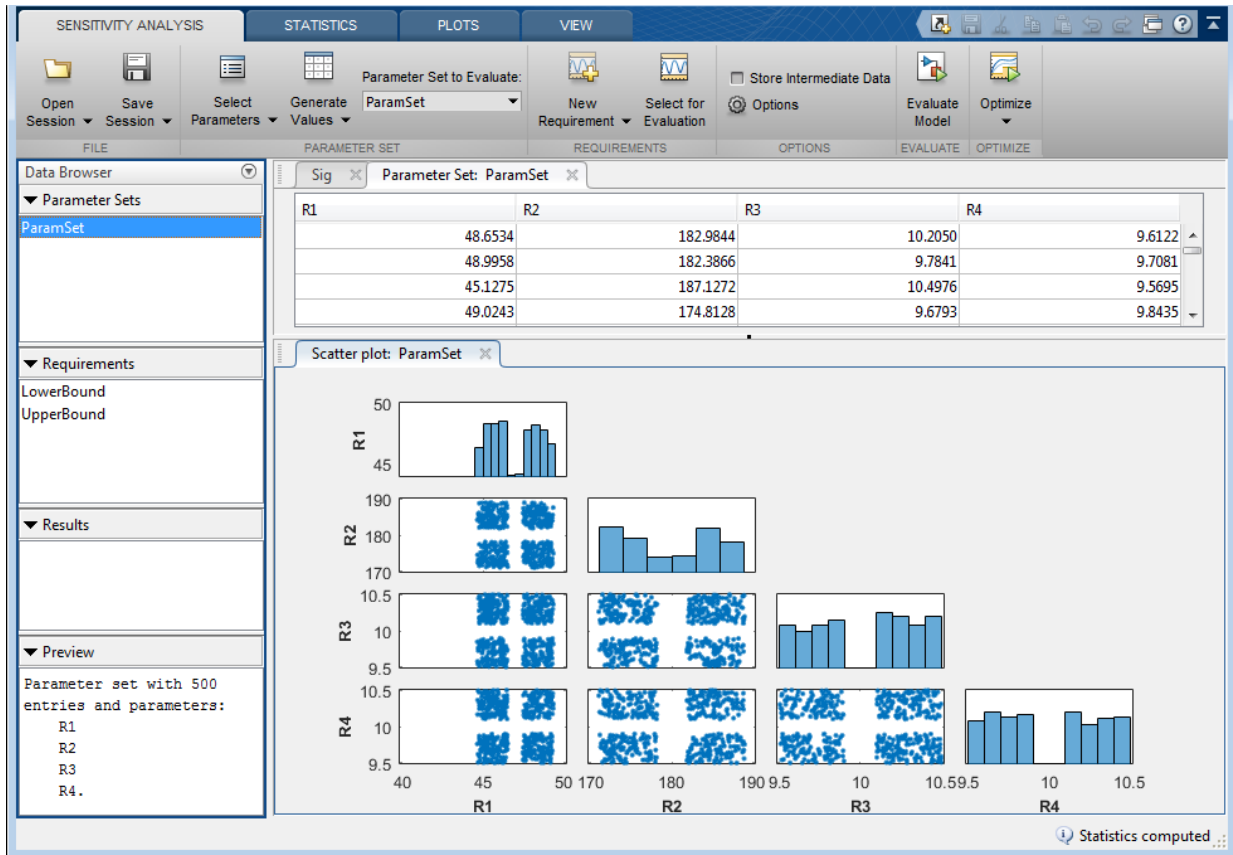 SENSITIVITY ANALYSIS STATISTICS PLOTS VIEW
Open Session Save Session Select Parameters Generate Values
Parameter Set to Evaluate:
ParamSet
New Requirement Select for Evaluation
Store Intermediate Data
Options
Evaluate Model Optimize
FILE PARAMETER SET REQUIREMENTS OPTIONS EVALUATE OPTIMIZE
Data Browser
Parameter Sets
ParamSet
Requirements
LowerBound
UpperBound
Results
Preview
Parameter set with 500
entries and parameters:
R1
R2
R3
R4.
Sig Parameter Set: ParamSet
R1 R2 R3 R4
48.6534 182.9844 10.2050 9.6122
48.9958 182.3866 9.7841 9.7081
45.1275 187.1272 10.4976 9.5695
49.0243 174.8128 9.6793 9.8435
Scatter plot: ParamSet
50
R1
45
190
R2 180
170
10.5
R3 10
9.5
10.5
R4 10
9.5
40 45 50 170 180 190 9.5 10 10.5 9.5 10 10.5
R1 R2 R3 R4
Statistics computed